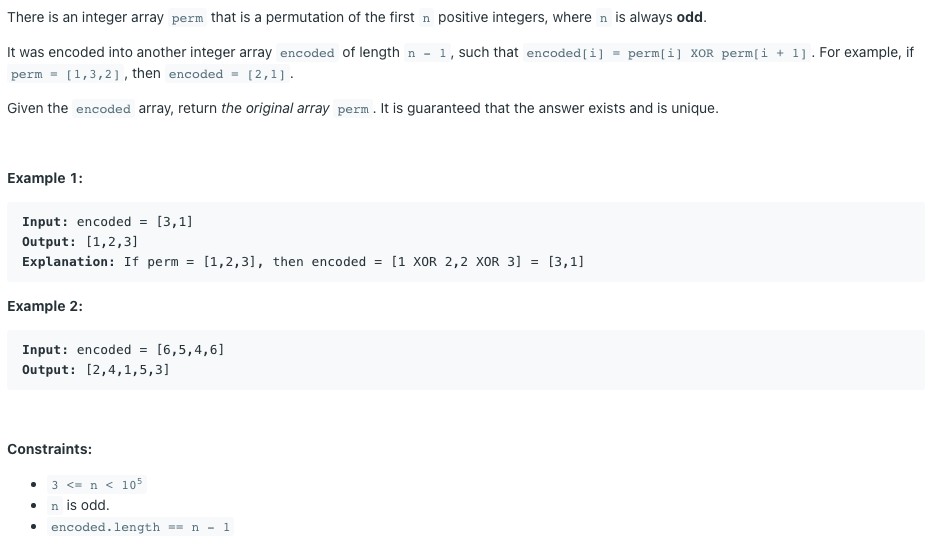 There is an integer array perm that is a permutation of the first n positive integers, where n is always odd.
It was encoded into another integer array encoded of length n - 1, such that encoded[i] = perm[i] XOR perm[i + 1]. For example, if
perm = [1,3,2], then encoded = [2,1].
Given the encoded array, return the original array perm. It is guaranteed that the answer exists and is unique.
Example 1:
Input: encoded = [3,1]
Output: [1,2,3]
Explanation: If perm = [1,2,3], then encoded = [1 XOR 2,2 XOR 3] = [3,1]
Example 2:
Input: encoded = [6,5,4,6]
Output: [2,4,1,5,3]
Constraints:
• 3 <= n < 10⁵
• n is odd.
• encoded.length == n - 1